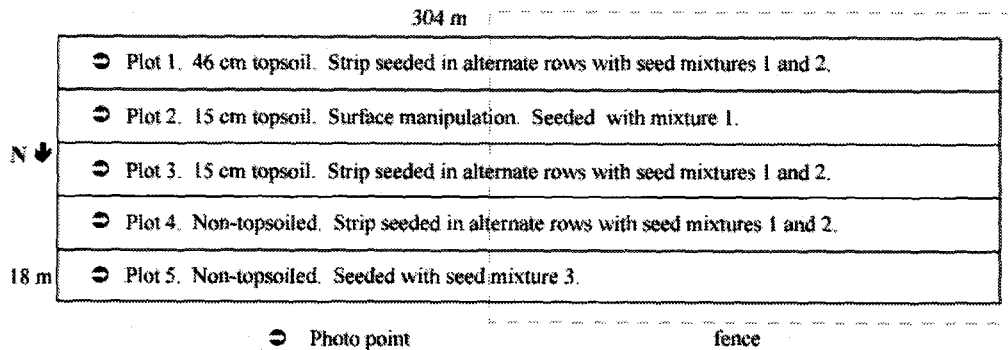 304 m
Plot 1. 46 cm topsoil. Strip seeded in alternate rows with seed mixtures 1 and 2.
Plot 2. 15 cm topsoil. Surface manipulation. Seeded with mixture 1.
N
Plot 3. 15 cm topsoil. Strip seeded in alternate rows with seed mixtures 1 and 2.
Plot 4. Non-topsoiled. Strip seeded in alternate rows with seed mixtures 1 and 2.
18 m
Plot 5. Non-topsoiled. Seeded with seed mixture 3.
Photo point fence